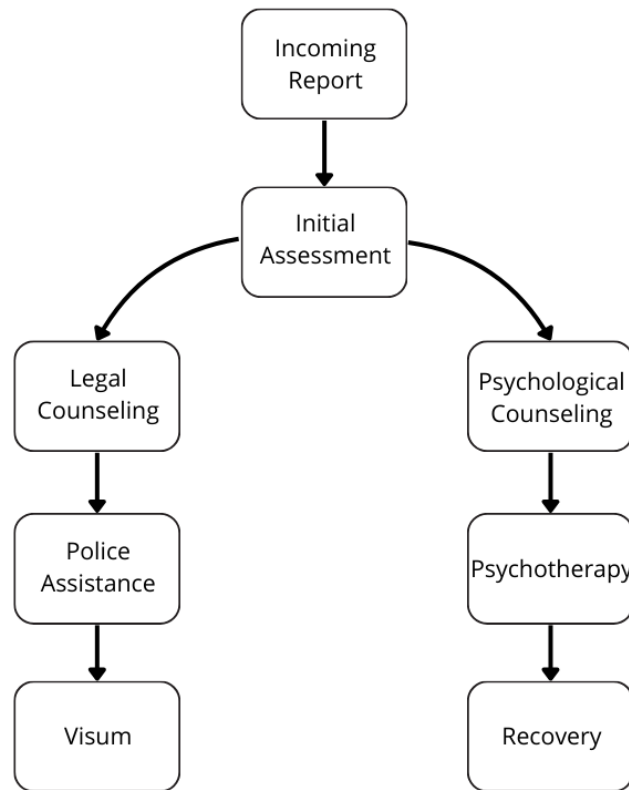 Incoming
Report
Initial
Assessment
Legal
Counseling
Psychological
Counseling
Police
Assistance
Psychotherapy
Visum
Recovery